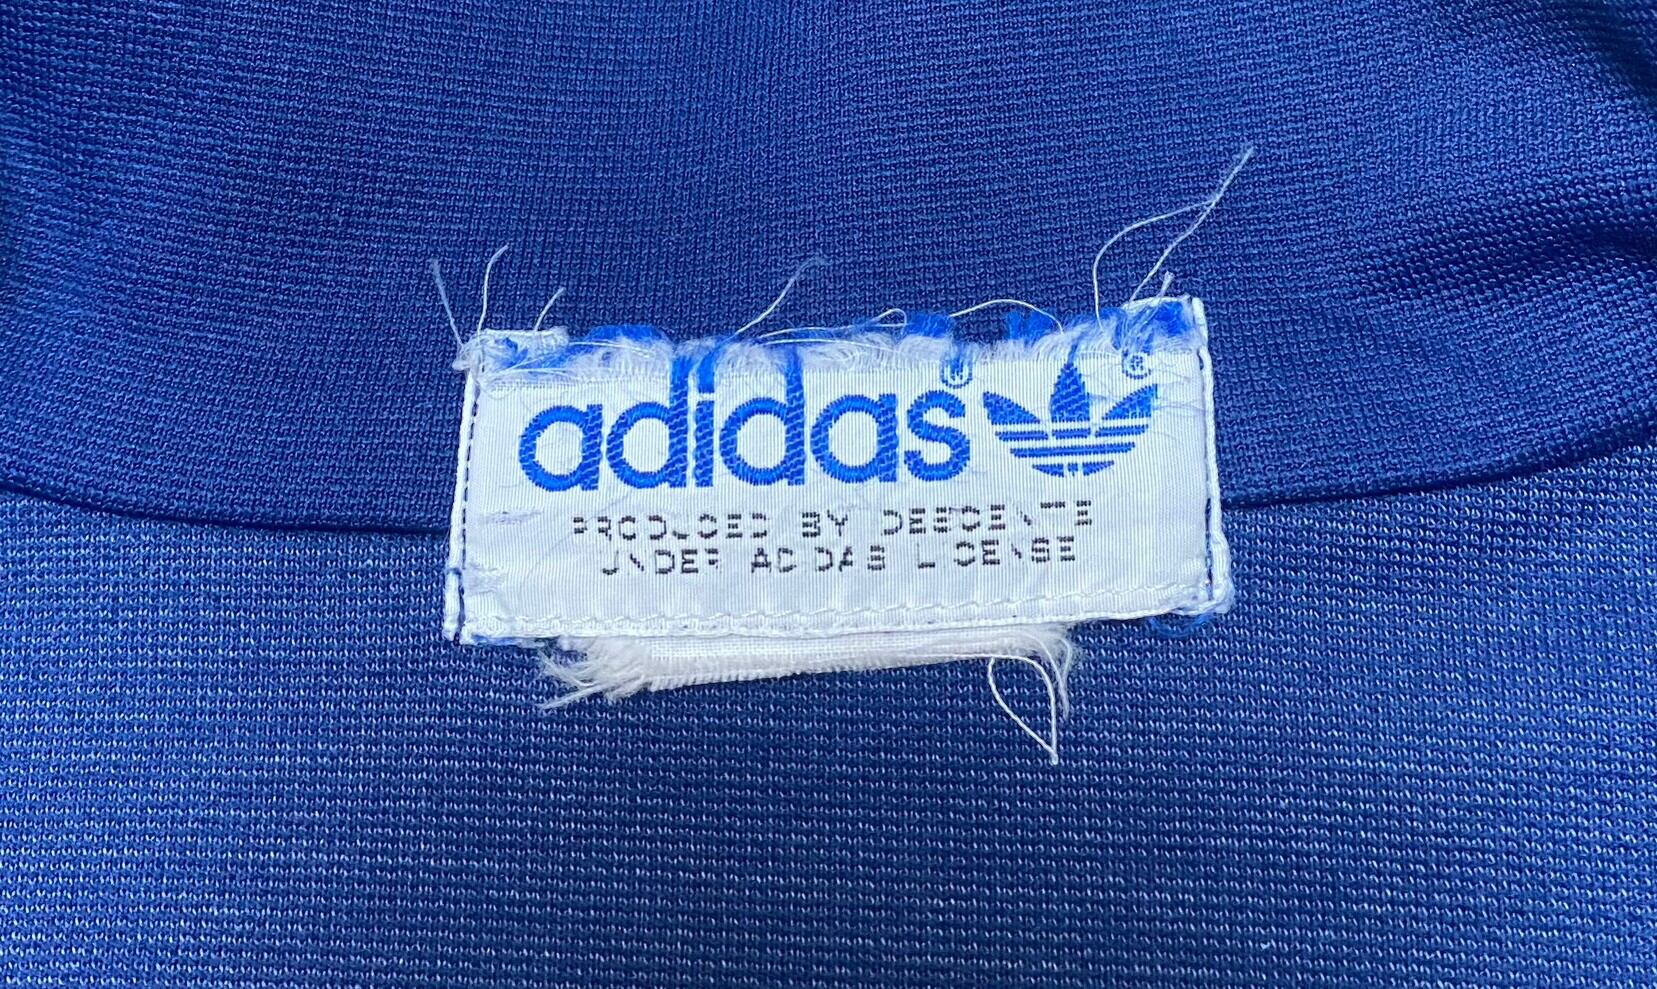 adidas®
®
PRODUCED BY DESCENTE
UNDER ADIDAS LICENSE